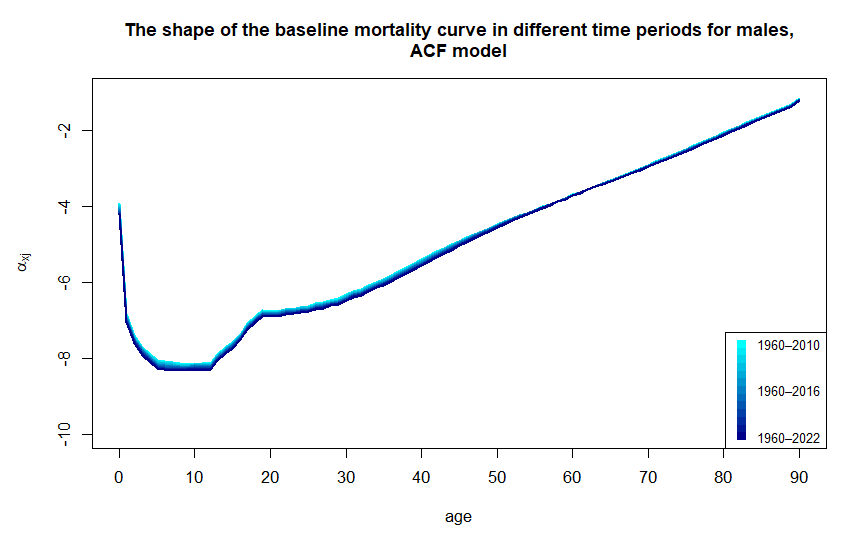 The shape of the baseline mortality curve in different time periods for males,
ACF model
-2
-4
-6
-8
-10
αxj
0 10 20 30 40 50 60 70 80 90
age
1960–2010
1960–2016
1960–2022